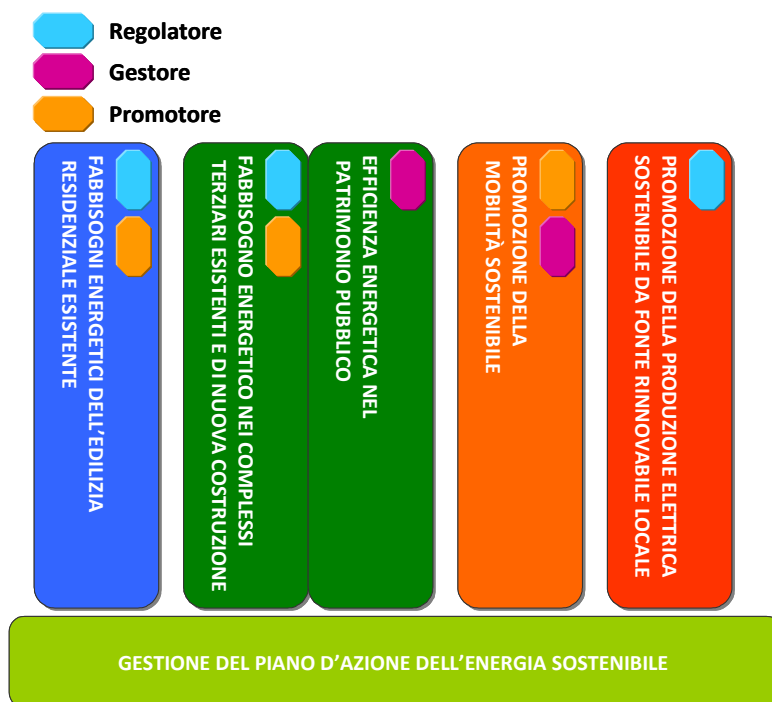 Regolatore
Gestore
Promotore
FABBISOGNI ENERGETICI DELL'EDILIZIA
RESIDENZIALE ESISTENTE
FABBISOGNO ENERGETICO NEI COMPLESSI
TERZIARI ESISTENTI E DI NUOVA COSTRUZIONE
EFFICIENZA ENERGETICA NEL
PATRIMONIO PUBBLICO
PROMOZIONE DELLA
MOBILITÀ SOSTENIBILE
PROMOZIONE DELLA PRODUZIONE ELETTRICA
SOSTENIBILE DA FONTE RINNOVABILE LOCALE
GESTIONE DEL PIANO D'AZIONE DELL'ENERGIA SOSTENIBILE